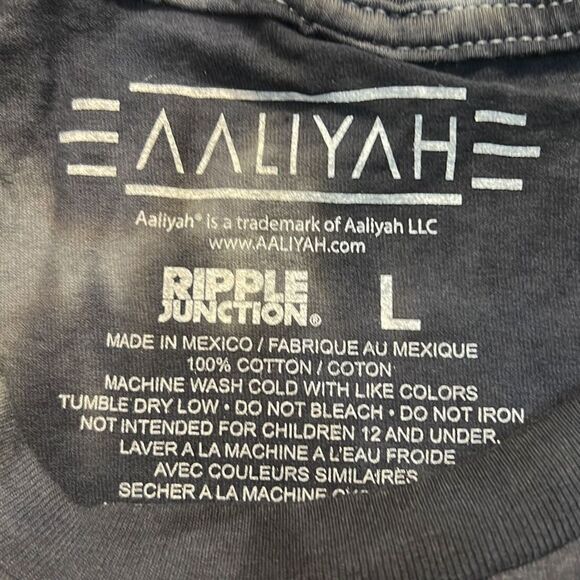 AALIYAH
Aaliyah® is a trademark of Aaliyah LLC
www.AALIYAH.com
RIPPLE
JUNCTION® L
MADE IN MEXICO / FABRIQUE AU MEXIQUE
100% COTTON / COTON
MACHINE WASH COLD WITH LIKE COLORS
TUMBLE DRY LOW • DO NOT BLEACH • DO NOT IRON
NOT INTENDED FOR CHILDREN 12 AND UNDER.
LAVER A LA MACHINE A L'EAU FROIDE
AVEC COULEURS SIMILAIRES
SECHER A LA MACHINE